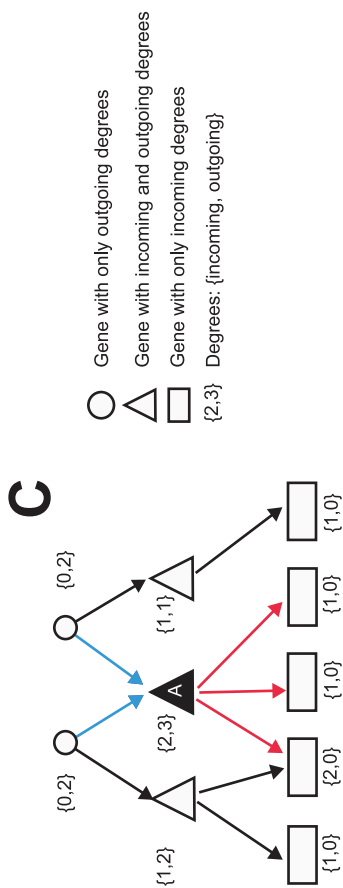 C
{0,2}
{0,2}
{1,2}
{2,3}
A
{1,1}
{1,0}
{2,0}
{1,0}
{1,0}
{1,0}
Gene with only outgoing degrees
Gene with incoming and outgoing degrees
Gene with only incoming degrees
{2,3} Degrees: {incoming, outgoing}